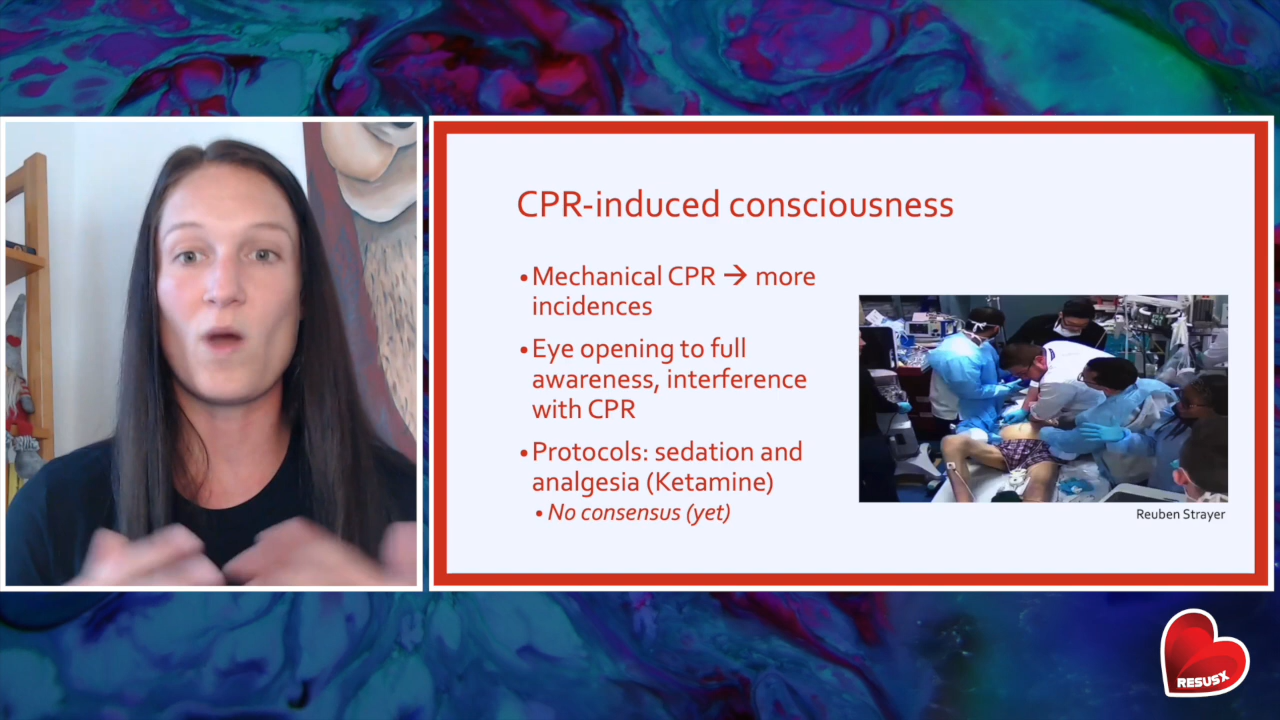 CPR-induced consciousness
• Mechanical CPR → more
incidences
• Eye opening to full
awareness, interference
with CPR
• Protocols: sedation and
analgesia (Ketamine)
• No consensus (yet)
Reuben Strayer
RESUSX